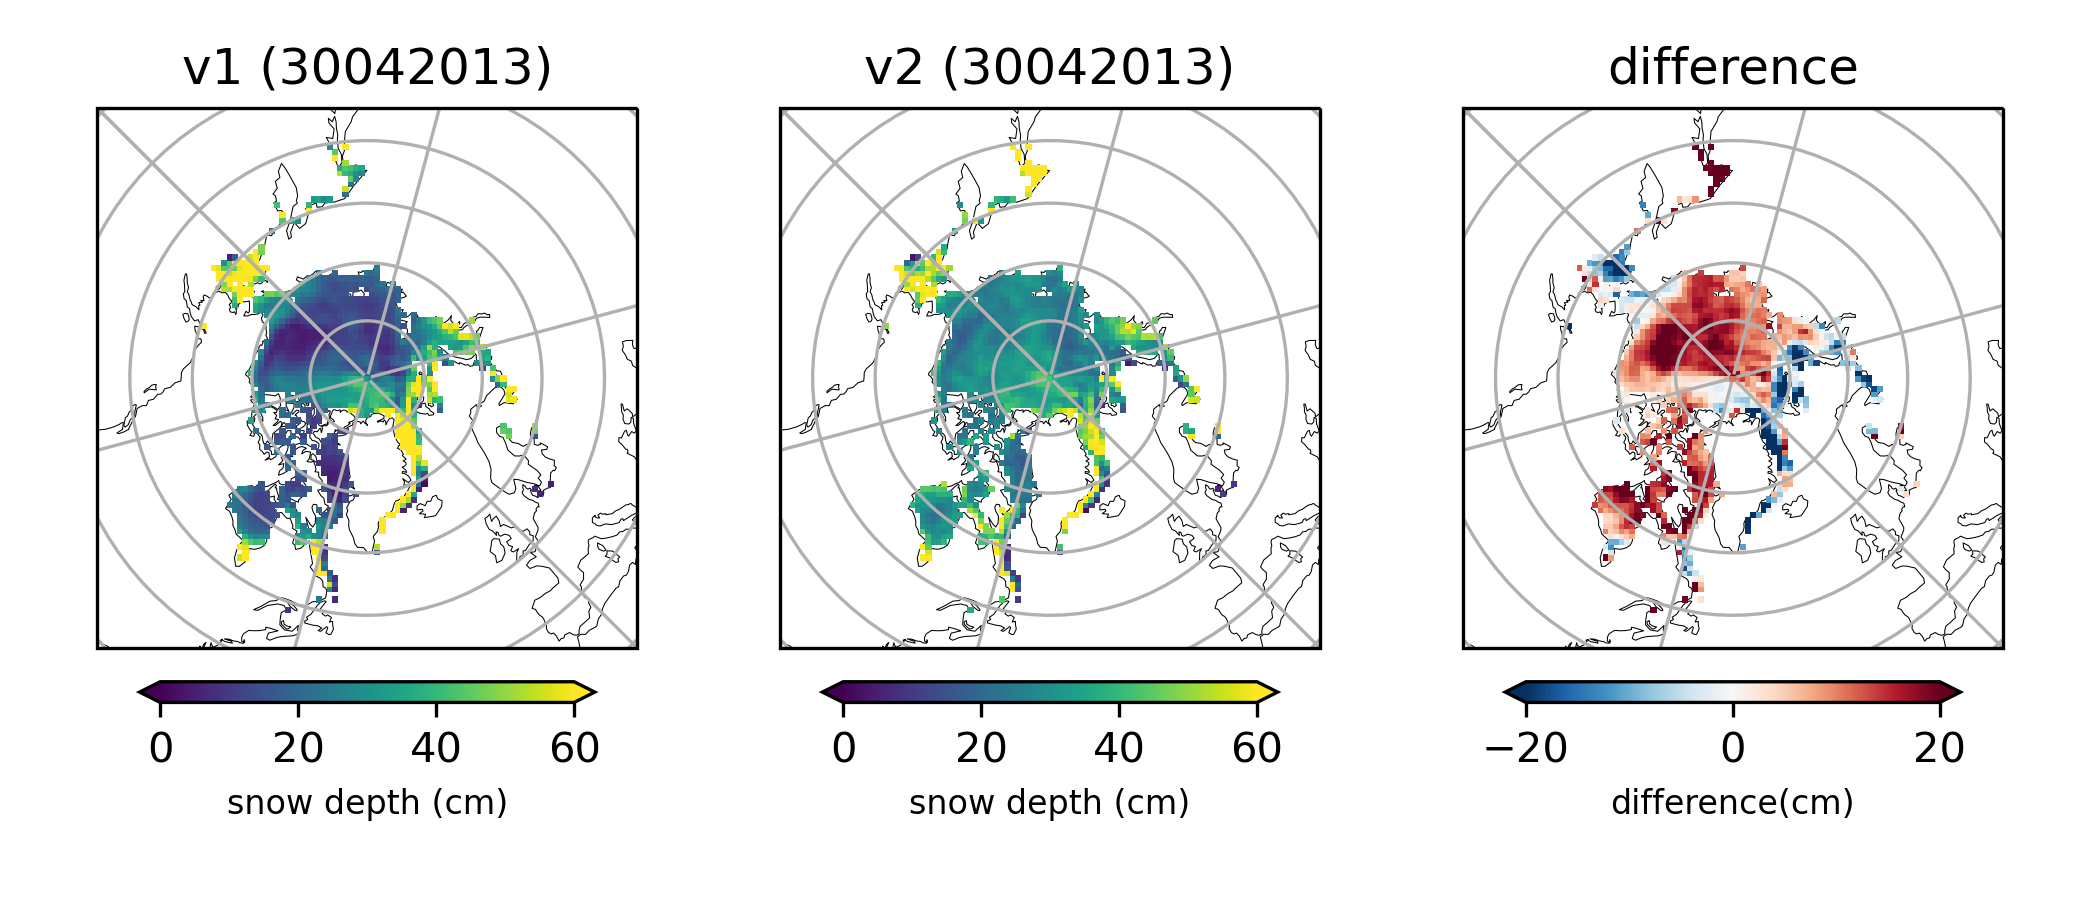 v1 (30042013)
v2 (30042013)
difference
0 20 40 60
0 20 40 60
−20 0 20
snow depth (cm)
snow depth (cm)
difference(cm)